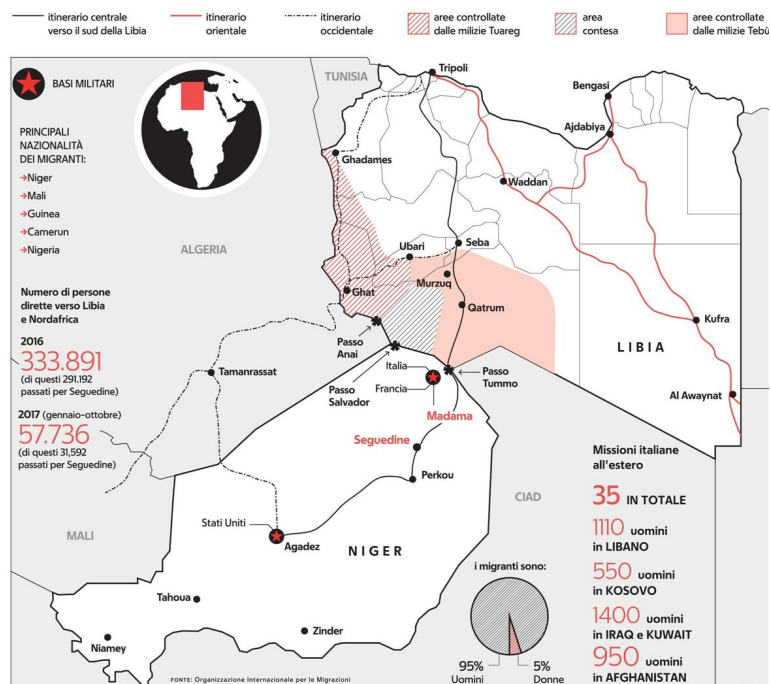 itinerario centrale
verso il sud della Libia
itinerario
orientale
itinerario
occidentale
aree controllate
dalle milizie Tuareg
area
contesa
aree controllate
dalle milizie Tebù
BASI MILITARI
PRINCIPALI
NAZIONALITÀ
DEI MIGRANTI:
→Niger
→Mali
→Guinea
→Camerun
→Nigeria
Numero di persone
dirette verso Libia
e Nordafrica
2016
333.891
(di questi 291.192
passati per Seguedine)
2017 (gennaio-ottobre)
57.736
(di questi 31,592
passati per Seguedine)
TUNISIA
Tripoli
Bengasi
Ajdabiya
Ghadames
Waddan
ALGERIA
Ubari
Seba
Murzuq
Ghat
Qatrum
Kufra
LIBIA
Passo
Anai
Passo
Salvador
Italia
Francia
Passo
Tummo
Al Awaynat
Tamanrassat
Madama
Seguedine
Perkou
CIAD
MALI
Stati Uniti
Agadez
NIGER
Tahoua
Zinder
Niamey
i migranti sono:
95%
Uomini
5%
Donne
Missioni italiane
all'estero
35 IN TOTALE
1110 uomini
in LIBANO
550 uomini
in KOSOVO
1400 uomini
in IRAQ e KUWAIT
950 uomini
in AFGHANISTAN
FONTE: Organizzazione Internazionale per le Migrazioni